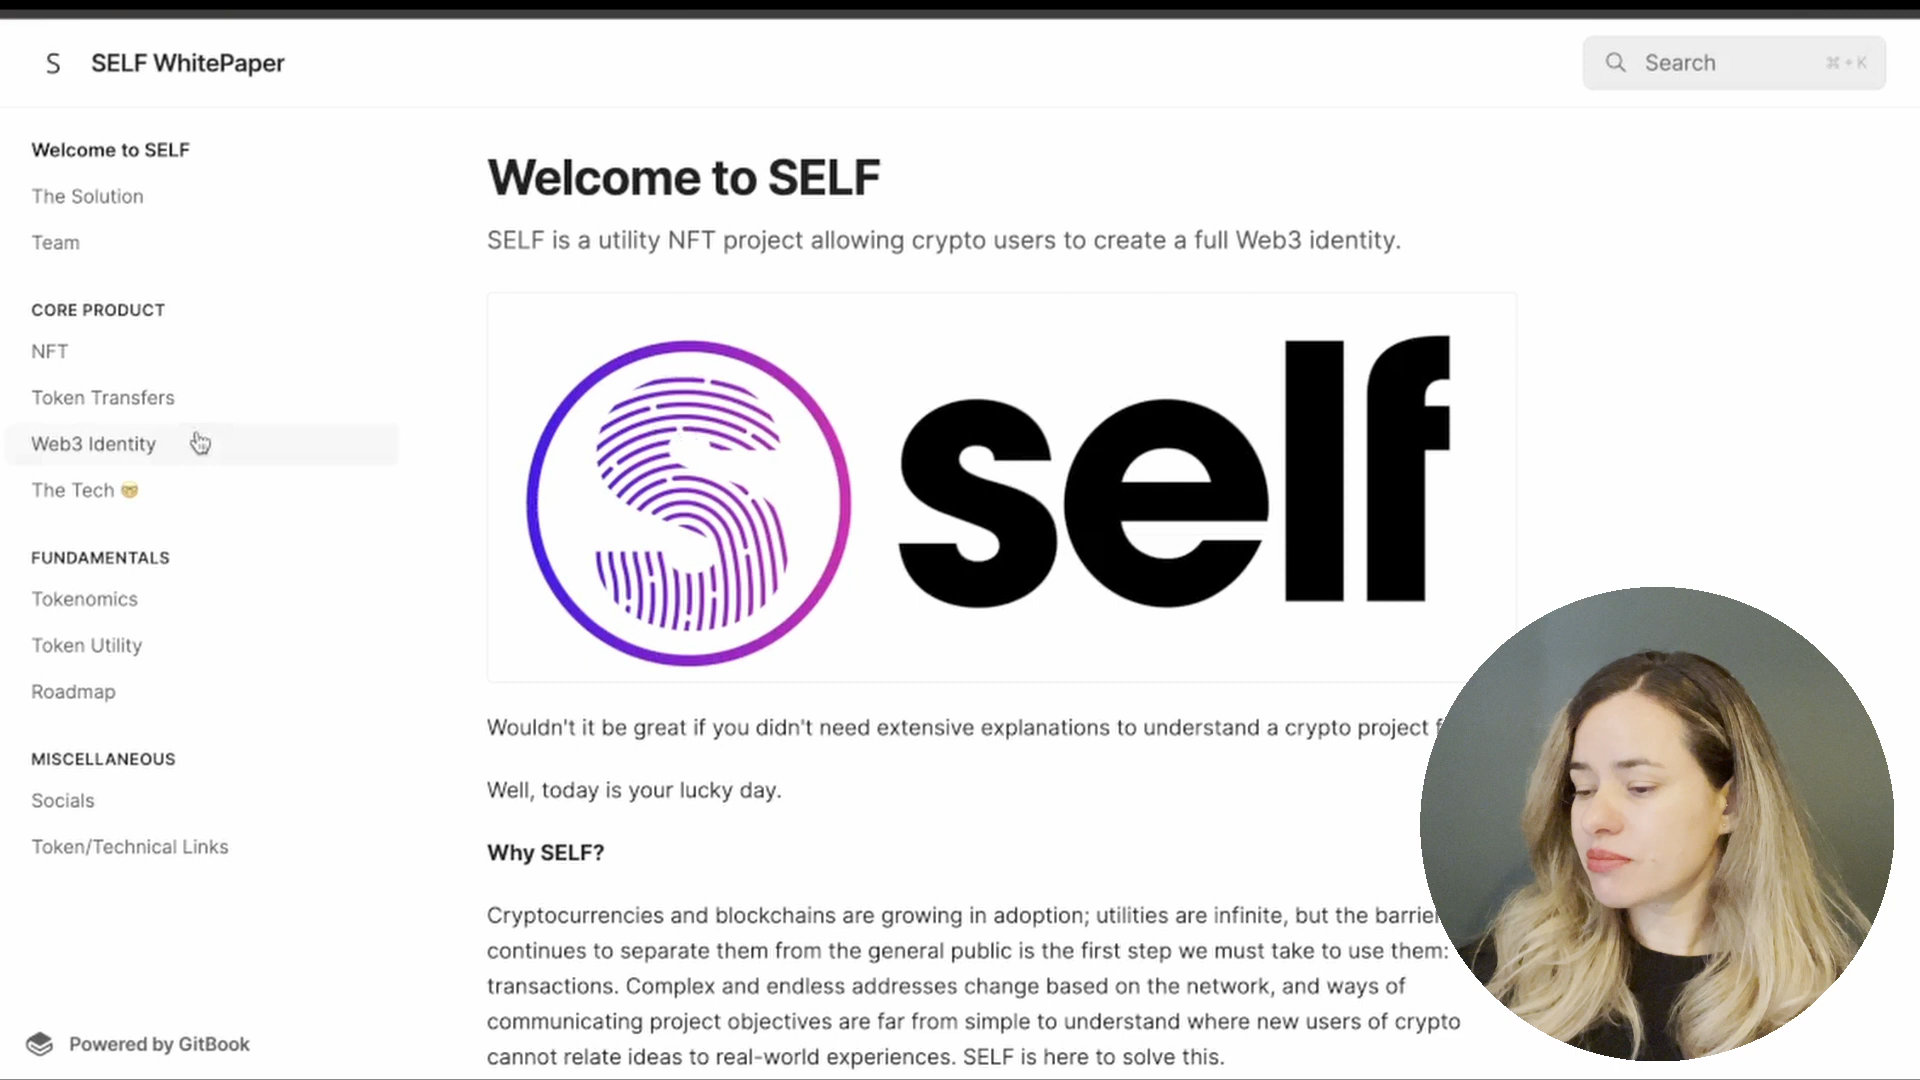 S SELF WhitePaper
Search ⌘ + K
Welcome to SELF
The Solution
Team
CORE PRODUCT
NFT
Token Transfers
Web3 Identity
The Tech 🤓
FUNDAMENTALS
Tokenomics
Token Utility
Roadmap
MISCELLANEOUS
Socials
Token/Technical Links
Powered by GitBook
Welcome to SELF
SELF is a utility NFT project allowing crypto users to create a full Web3 identity.
S self
Wouldn't it be great if you didn't need extensive explanations to understand a crypto project
Well, today is your lucky day.
Why SELF?
Cryptocurrencies and blockchains are growing in adoption; utilities are infinite, but the barrier
continues to separate them from the general public is the first step we must take to use them:
transactions. Complex and endless addresses change based on the network, and ways of
communicating project objectives are far from simple to understand where new users of crypto
cannot relate ideas to real-world experiences. SELF is here to solve this.